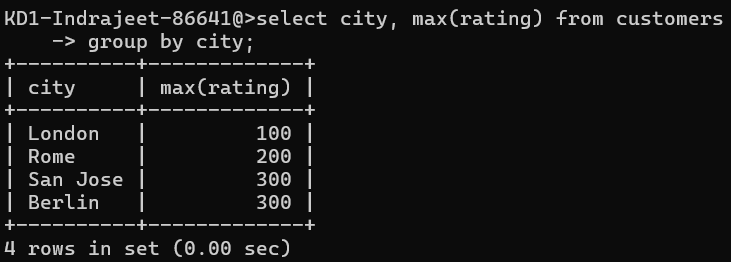 KD1-Indrajeet-86641@>select city, max(rating) from customers
    -> group by city;
+----------+-------------+
| city     | max(rating) |
+----------+-------------+
| London   |         100 |
| Rome     |         200 |
| San Jose |         300 |
| Berlin   |         300 |
+----------+-------------+
4 rows in set (0.00 sec)